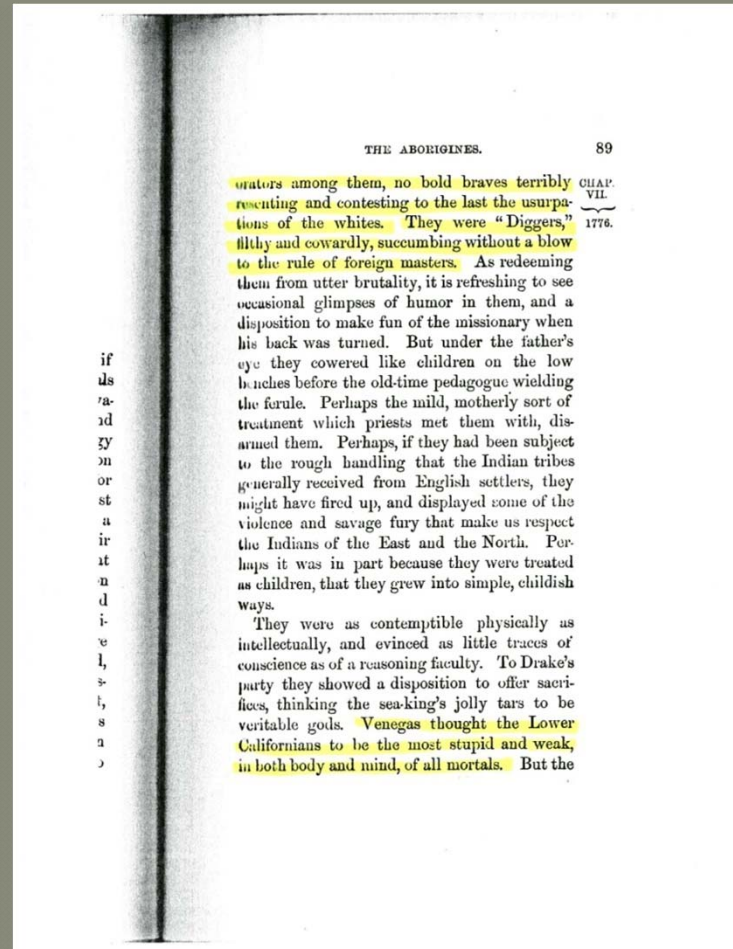 THE ABORIGINES. 89
orators among them, no bold braves terribly
resenting and contesting to the last the usurpa-
tions of the whites. They were “Diggers,”
filthy and cowardly, succumbing without a blow
to the rule of foreign masters. As redeeming
them from utter brutality, it is refreshing to see
occasional glimpses of humor in them, and a
disposition to make fun of the missionary when
his back was turned. But under the father’s
eye they cowered like children on the low
benches before the old-time pedagogue wielding
the ferule. Perhaps the mild, motherly sort of
treatment which priests met them with, dis-
armed them. Perhaps, if they had been subject
to the rough handling that the Indian tribes
generally received from English settlers, they
might have fired up, and displayed some of the
violence and savage fury that make us respect
the Indians of the East and the North. Per-
haps it was in part because they were treated
as children, that they grew into simple, childish
ways.
They were as contemptible physically as
intellectually, and evinced as little traces of
conscience as of a reasoning faculty. To Drake’s
party they showed a disposition to offer sacri-
fices, thinking the sea-king’s jolly tars to be
veritable gods. Venegas thought the Lower
Californians to be the most stupid and weak,
in both body and mind, of all mortals. But the
CHAP.
VII.
1776.
if